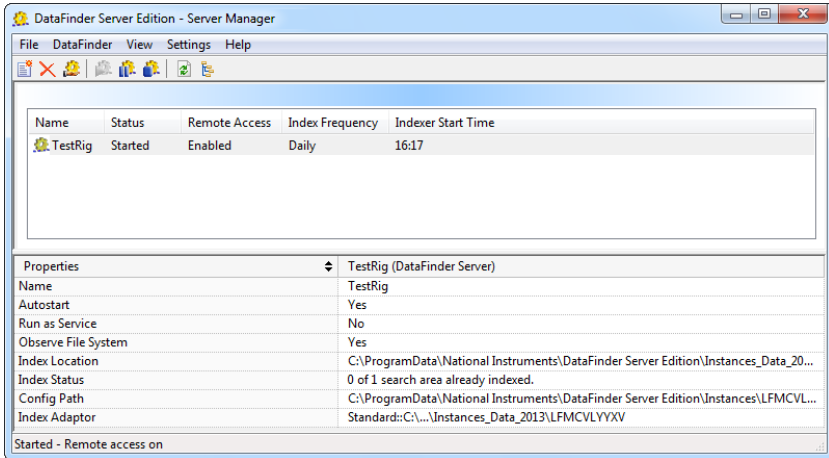 DataFinder Server Edition - Server Manager
File DataFinder View Settings Help
Name Status Remote Access Index Frequency Indexer Start Time
TestRig Started Enabled Daily 16:17
Properties TestRig (DataFinder Server)
Name TestRig
Autostart Yes
Run as Service No
Observe File System Yes
Index Location C:\ProgramData\National Instruments\DataFinder Server Edition\Instances_Data_20...
Index Status 0 of 1 search area already indexed.
Config Path C:\ProgramData\National Instruments\DataFinder Server Edition\Instances\LFMCVL...
Index Adaptor Standard::C:\...\Instances_Data_2013\LFMCVLYYXV
Started - Remote access on